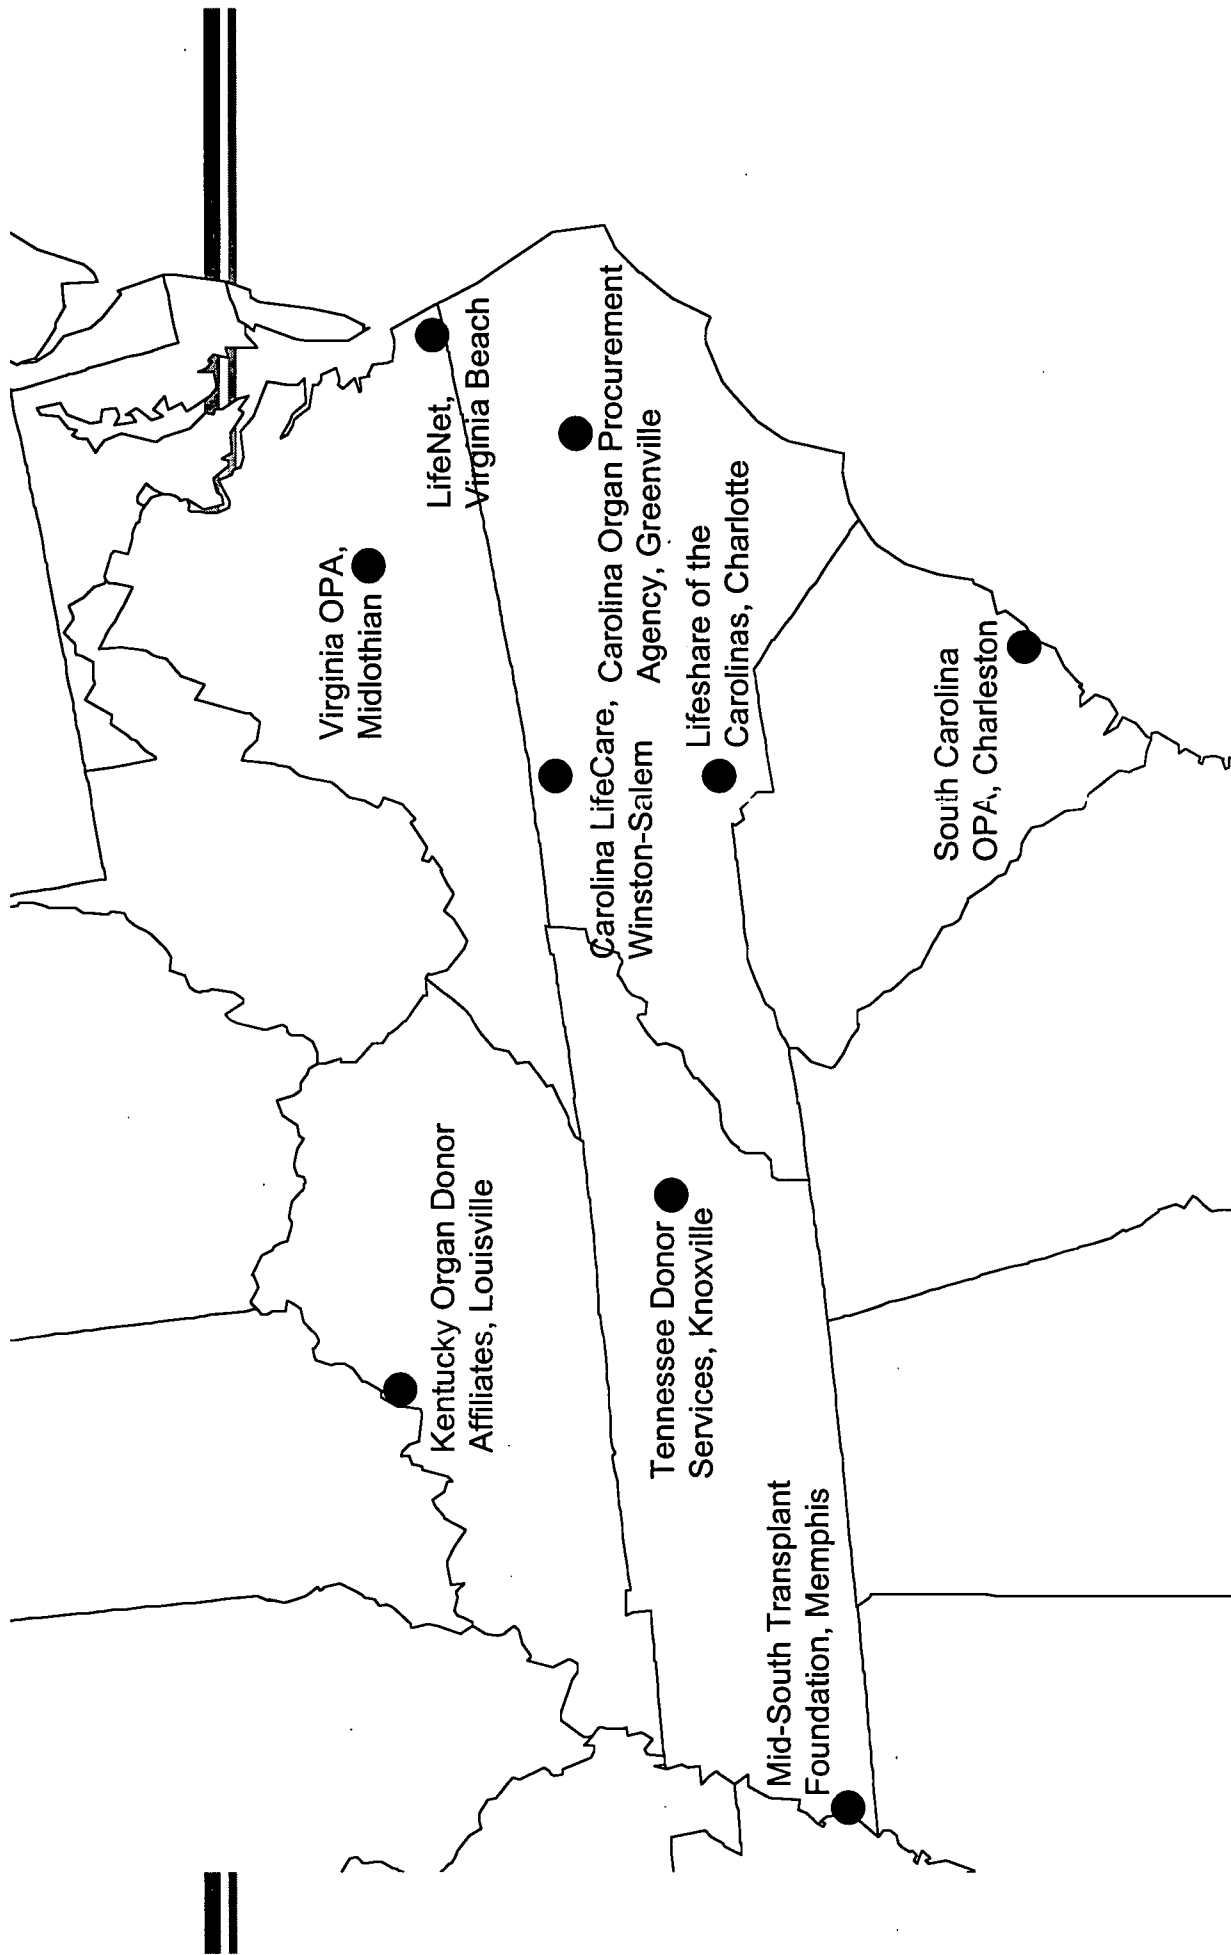 Virginia OPA,
Midlothian
LifeNet,
Virginia Beach
Kentucky Organ Donor
Affiliates, Louisville
Carolina LifeCare,
Winston-Salem
Carolina Organ Procurement
Agency, Greenville
Tennessee Donor
Services, Knoxville
Lifeshare of the
Carolinas, Charlotte
Mid-South Transplant
Foundation, Memphis
South Carolina
OPA, Charleston